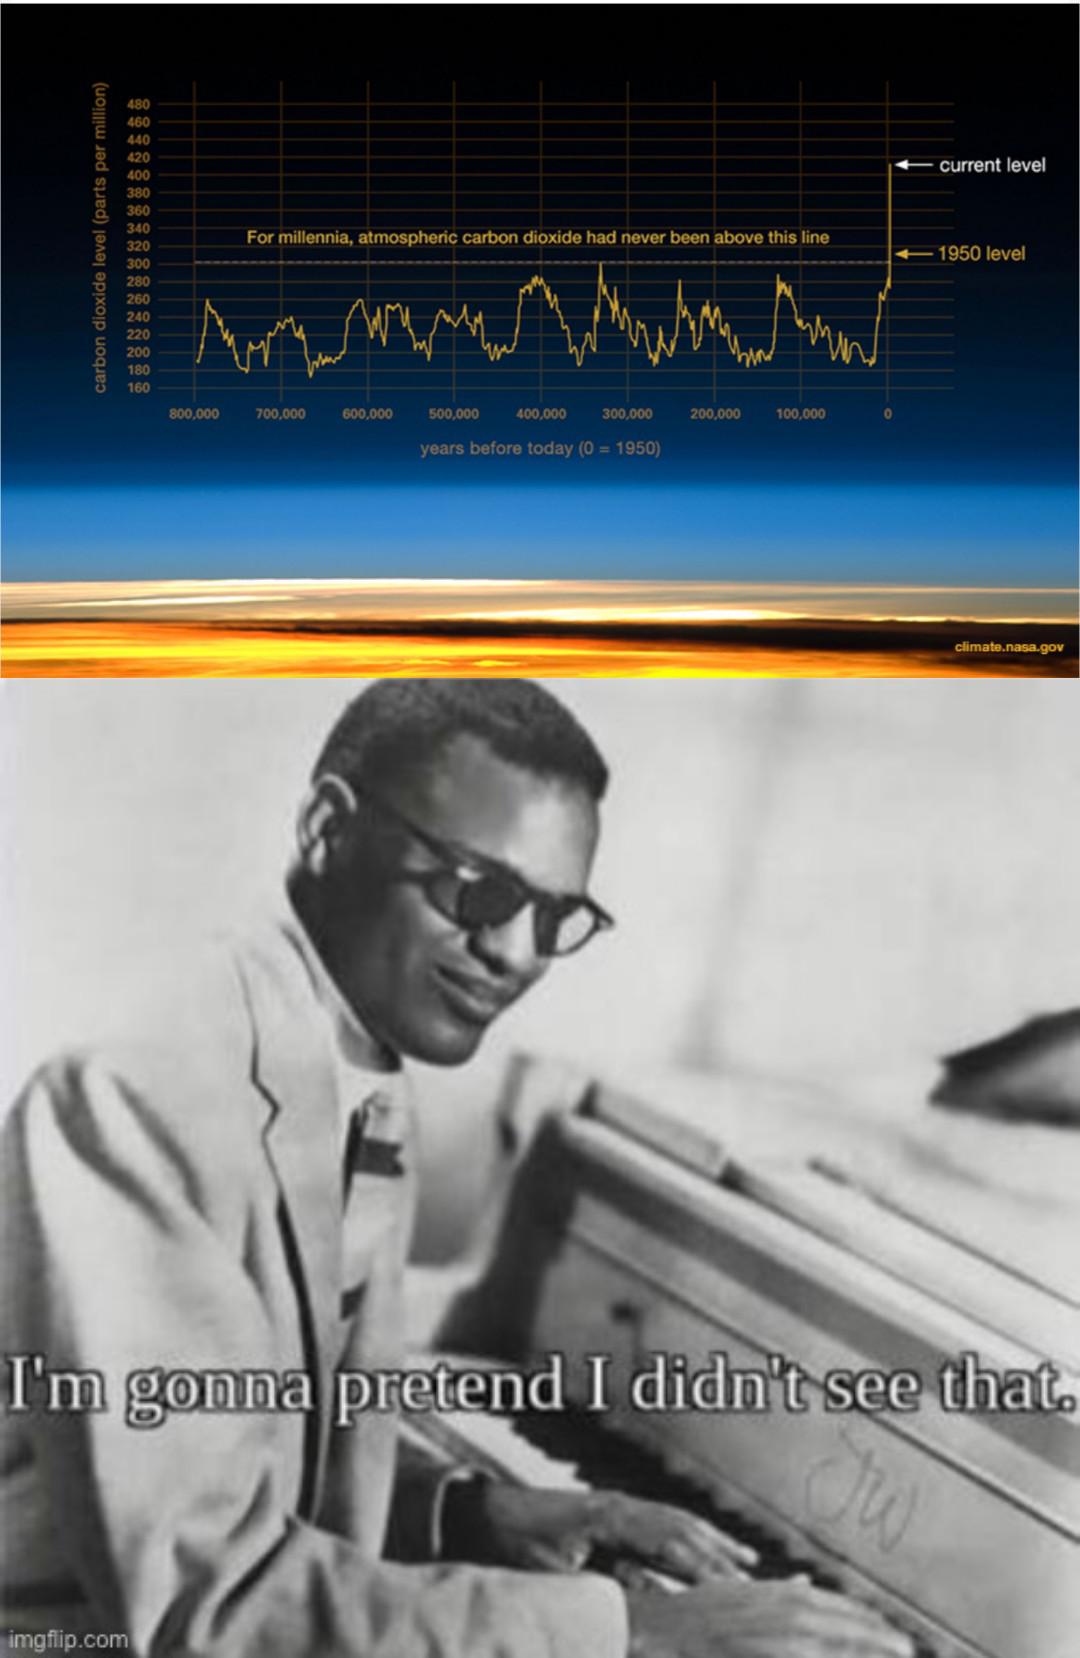 carbon dioxide level (parts per million)
480
460
440
420
400
380
360
340
320
300
280
260
240
220
200
180
160
For millennia, atmospheric carbon dioxide had never been above this line
current level
1950 level
800,000 700,000 600,000 500,000 400,000 300,000 200,000 100,000 0
years before today (0 = 1950)
climate.nasa.gov
I'm gonna pretend I didn't see that.
JW
imgflip.com